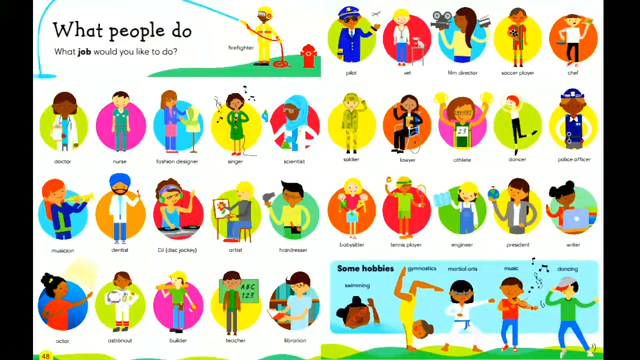 What people do
What job would you like to do?
firefighter
doctor
nurse
fashion designer
singer
scientist
musician
dentist
DJ (disc jockey)
artist
hairdresser
actor
astronaut
builder
ABC
123
teacher
librarian
48
pilot
vet
film director
soccer player
chef
soldier
lawyer
23
athlete
dancer
police officer
babysitter
tennis player
engineer
president
writer
Some hobbies
swimming
gymnastics
martial arts
music
dancing